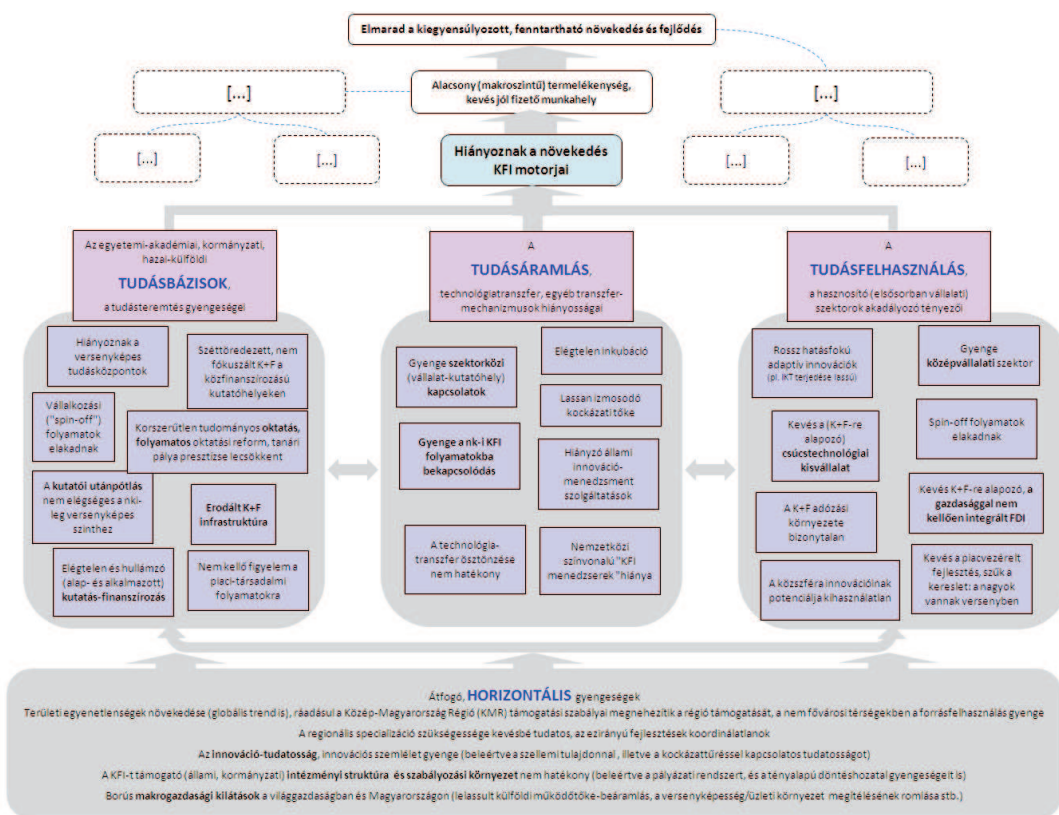 Elmarad a kiegyensúlyozott, fenntartható növekedés és fejlődés
[...]
Alacsony (makroszintű) termelékenység,
kevés jól fizető munkahely
[...]
[...]
[...]
Hiányoznak a növekedés
KFI motorjai
[...]
[...]
Az egyetemi-akadémiai, kormányzati,
hazai-külföldi
TUDÁSBÁZISOK,
a tudásteremtés gyengeségei
Hiányoznak a
versenyképes
tudásközpontok
Széttöredezett, nem
fókuszált K+F a
közfinanszírozású
kutatóhelyeken
Vállalkozási
("spin-off")
folyamatok
elakadnak
Korszerűtlen tudományos oktatás,
folyamatos oktatási reform, tanári
pálya presztízse lecsökkent
A kutatói utánpótlás
nem elégséges a nki-
leg versenyképes
szinthez
Erodált K+F
infrastruktúra
Elégtelen és hullámzó
(alap- és alkalmazott)
kutatás-finanszírozás
Nem kellő figyelem a
piaci-társadalmi
folyamatokra
A
TUDÁSÁRAMLÁS,
technológiatranszfer, egyéb transzfer-
mechanizmusok hiányosságai
Gyenge szektorközi
(vállalat-kutatóhely)
kapcsolatok
Elégtelen inkubáció
Lassan izmosodó
kockázati tőke
Gyenge a nk-i KFI
folyamatokba
bekapcsolódás
Hiányzó állami
innováció-
menedzsment
szolgáltatások
A technológia-
transzfer ösztönzése
nem hatékony
Nemzetközi
színvonalú "KFI
menedzserek "hiánya
A
TUDÁSFELHASZNÁLÁS,
a hasznosító (elsősorban vállalati)
szektorok akadályozó tényezői
Rossz hatásfokú
adaptív innovációk
(pl. IKT terjedése lassú)
Gyenge
középvállalati szektor
Kevés a (K+F-re
alapozó)
csúcstechnológiai
kisvállalat
Spin-off folyamatok
elakadnak
A K+F adózási
környezete
bizonytalan
Kevés K+F-re alapozó, a
gazdasággal nem
kellően integrált FDI
A közszféra innovációinak
potenciálja kihasználatlan
Kevés a piacvezérelt
fejlesztés, szűk a
kereslet: a nagyok
vannak versenyben
Átfogó, HORIZONTÁLIS gyengeségek
Területi egyenetlenségek növekedése (globális trend is), ráadásul a Közép-Magyarország Régió (KMR) támogatási szabályai megnehezítik a régió támogatását, a nem fővárosi térségekben a forrásfelhasználás gyenge
A regionális specializáció szükségessége kevésbé tudatos, az ezirányú fejlesztések koordinálatlanok
Az innováció-tudatosság, innovációs szemlélet gyenge (beleértve a szellemi tulajdonnal, illetve a kockázattűréssel kapcsolatos tudatosságot)
A KFI-t támogató (állami, kormányzati) intézményi struktúra és szabályozási környezet nem hatékony (beleértve a pályázati rendszert, és a tényalapú döntéshozatal gyengeségeit is)
Borús makrogazdasági kilátások a világgazdaságban és Magyarországon (lelassult külföldi működőtőke-beáramlás, a versenyképesség/üzleti környezet megítélésének romlása stb.)